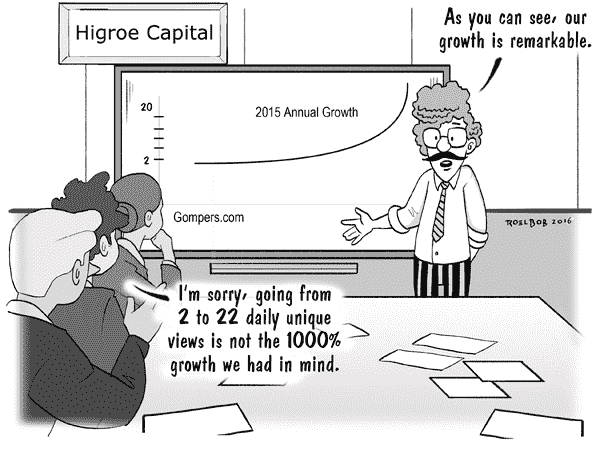 Higroe Capital
As you can see, our
growth is remarkable.
20
2015 Annual Growth
2
Gompers.com
ROELBOB 2016
I'm sorry, going from
2 to 22 daily unique
views is not the 1000%
growth we had in mind.